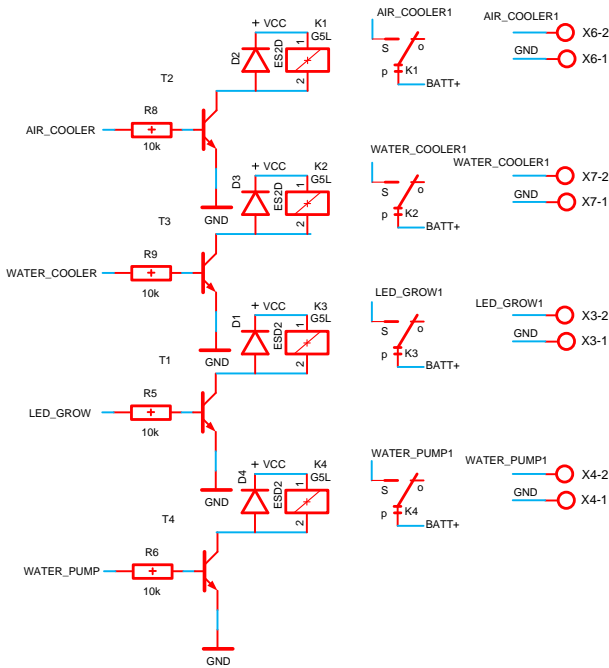 AIR_COOLER
R8
10k
T2
D2
ES2D
+ VCC
K1
G5L
1
2
GND
AIR_COOLER1
S
o
p
K1
BATT+
AIR_COOLER1
X6-2
GND
X6-1
WATER_COOLER
R9
10k
T3
D3
ES2D
+ VCC
K2
G5L
1
2
GND
WATER_COOLER1
S
o
p
K2
BATT+
WATER_COOLER1
X7-2
GND
X7-1
LED_GROW
R5
10k
T1
D1
ESD2
+ VCC
K3
G5L
1
2
GND
LED_GROW1
S
o
p
K3
BATT+
LED_GROW1
X3-2
GND
X3-1
WATER_PUMP
R6
10k
T4
D4
ESD2
+ VCC
K4
G5L
1
2
GND
WATER_PUMP1
S
o
p
K4
BATT+
WATER_PUMP1
X4-2
GND
X4-1